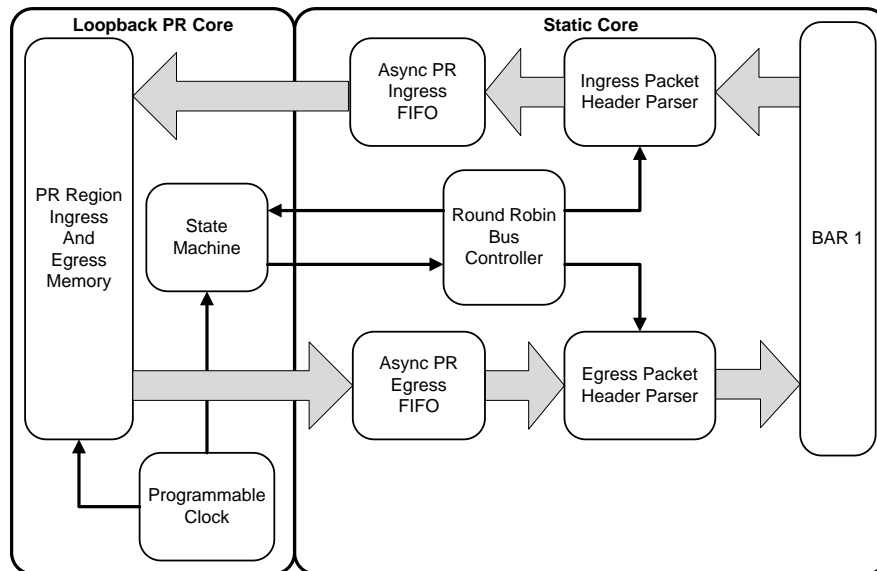 Loopback PR Core
Static Core
Async PR
Ingress
FIFO
Ingress Packet
Header Parser
PR Region
Ingress
And
Egress
Memory
State
Machine
Round Robin
Bus
Controller
BAR 1
Async PR
Egress
FIFO
Egress Packet
Header Parser
Programmable
Clock